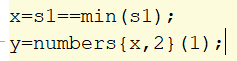 x=s1==min(s1);
y=numbers{x,2}(1);